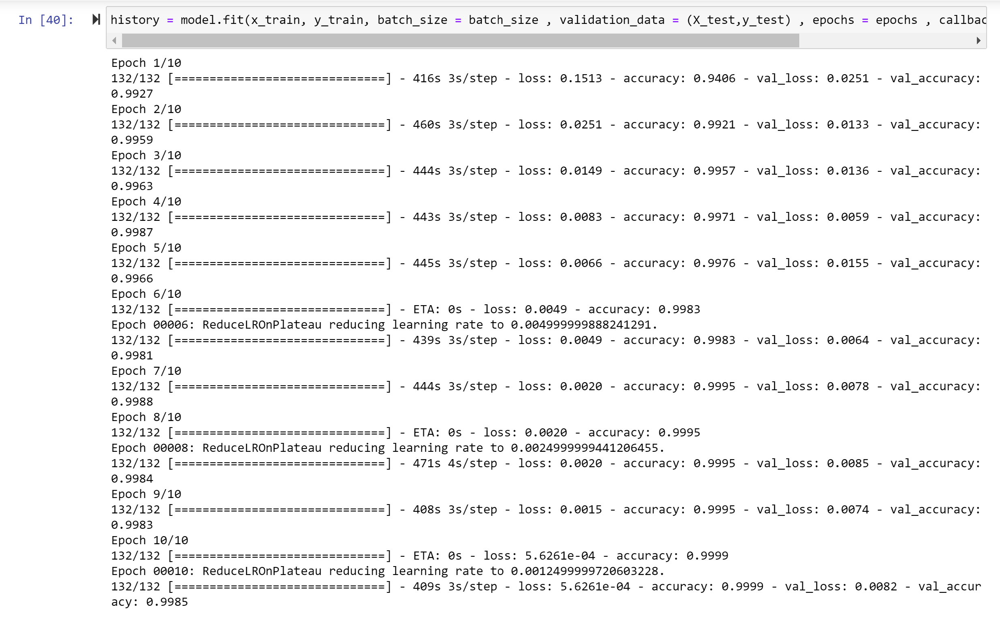 In [40]: history = model.fit(x_train, y_train, batch_size = batch_size , validation_data = (X_test,y_test) , epochs = epochs , callbac
Epoch 1/10
132/132 [==============================] - 416s 3s/step - loss: 0.1513 - accuracy: 0.9406 - val_loss: 0.0251 - val_accuracy:
0.9927
Epoch 2/10
132/132 [==============================] - 460s 3s/step - loss: 0.0251 - accuracy: 0.9921 - val_loss: 0.0133 - val_accuracy:
0.9959
Epoch 3/10
132/132 [==============================] - 444s 3s/step - loss: 0.0149 - accuracy: 0.9957 - val_loss: 0.0136 - val_accuracy:
0.9963
Epoch 4/10
132/132 [==============================] - 443s 3s/step - loss: 0.0083 - accuracy: 0.9971 - val_loss: 0.0059 - val_accuracy:
0.9987
Epoch 5/10
132/132 [==============================] - 445s 3s/step - loss: 0.0066 - accuracy: 0.9976 - val_loss: 0.0155 - val_accuracy:
0.9966
Epoch 6/10
132/132 [==============================] - ETA: 0s - loss: 0.0049 - accuracy: 0.9983
Epoch 00006: ReduceLROnPlateau reducing learning rate to 0.004999999888241291.
132/132 [==============================] - 439s 3s/step - loss: 0.0049 - accuracy: 0.9983 - val_loss: 0.0064 - val_accuracy:
0.9981
Epoch 7/10
132/132 [==============================] - 444s 3s/step - loss: 0.0020 - accuracy: 0.9995 - val_loss: 0.0078 - val_accuracy:
0.9988
Epoch 8/10
132/132 [==============================] - ETA: 0s - loss: 0.0020 - accuracy: 0.9995
Epoch 00008: ReduceLROnPlateau reducing learning rate to 0.0024999999441206455.
132/132 [==============================] - 471s 4s/step - loss: 0.0020 - accuracy: 0.9995 - val_loss: 0.0085 - val_accuracy:
0.9984
Epoch 9/10
132/132 [==============================] - 408s 3s/step - loss: 0.0015 - accuracy: 0.9995 - val_loss: 0.0074 - val_accuracy:
0.9983
Epoch 10/10
132/132 [==============================] - ETA: 0s - loss: 5.6261e-04 - accuracy: 0.9999
Epoch 00010: ReduceLROnPlateau reducing learning rate to 0.0012499999720603228.
132/132 [==============================] - 409s 3s/step - loss: 5.6261e-04 - accuracy: 0.9999 - val_loss: 0.0082 - val_accur
acy: 0.9985